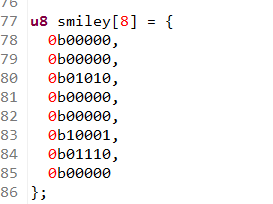 76
77 u8 smiley[8] = {
78 0b00000,
79 0b00000,
80 0b01010,
81 0b00000,
82 0b00000,
83 0b10001,
84 0b01110,
85 0b00000
86 };